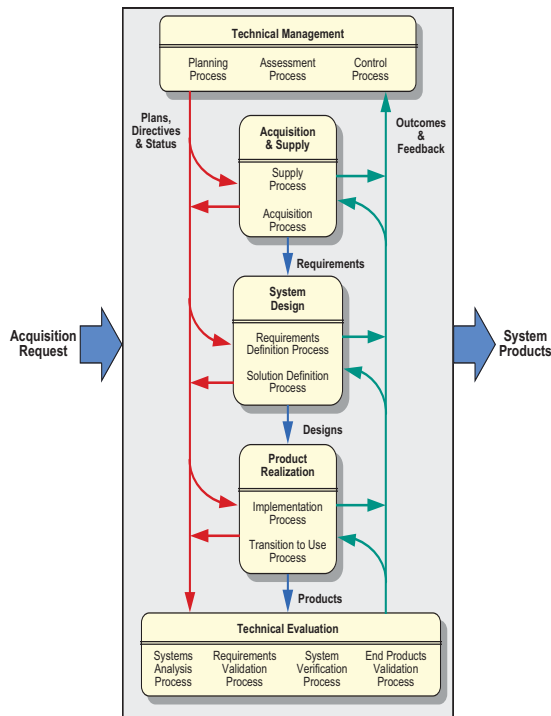 Technical Management
Planning
Process
Assessment
Process
Control
Process
Plans,
Directives
& Status
Outcomes
&
Feedback
Acquisition
& Supply
Supply
Process
Acquisition
Process
Requirements
System
Design
Requirements
Definition Process
Solution Definition
Process
Acquisition
Request
System
Products
Designs
Product
Realization
Implementation
Process
Transition to Use
Process
Products
Technical Evaluation
Systems
Analysis
Process
Requirements
Validation
Process
System
Verification
Process
End Products
Validation
Process